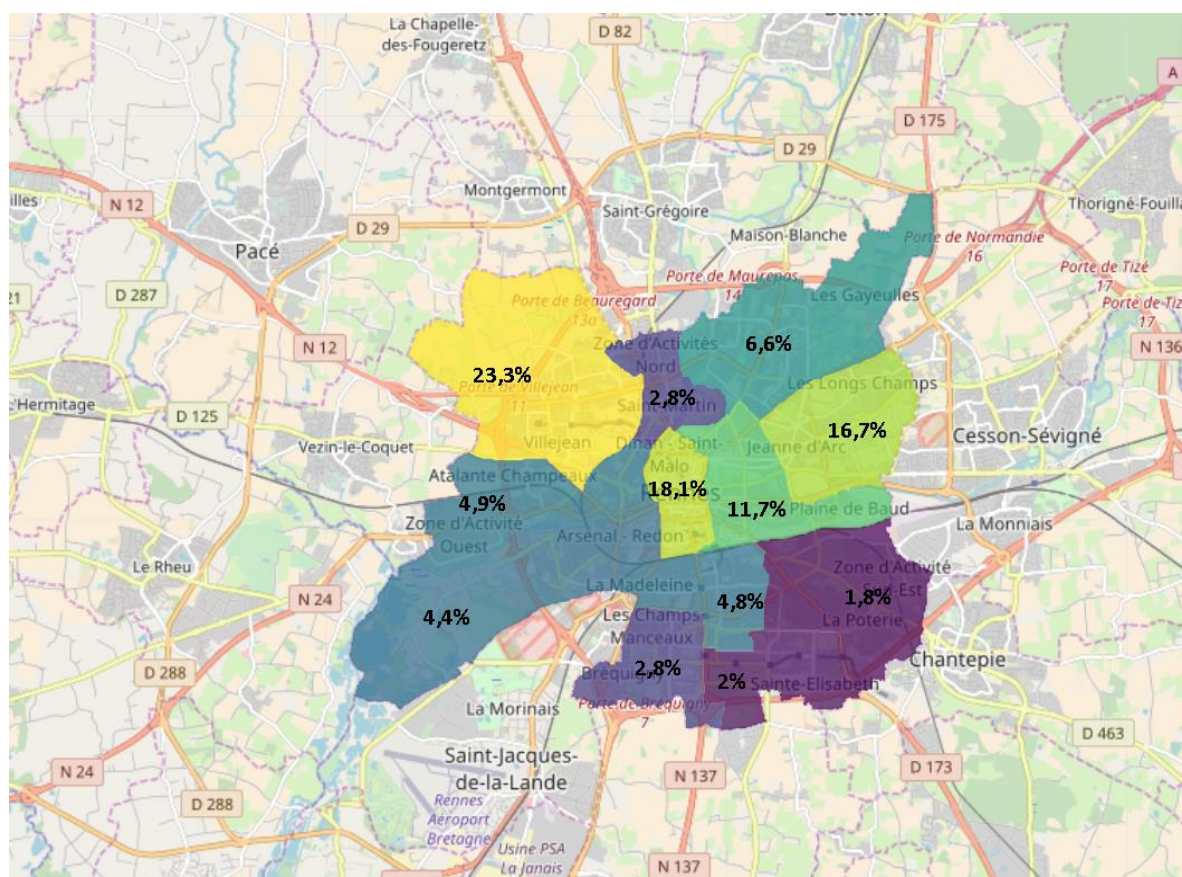 La Chapelle-
des-Fougeretz
D 82
A
D 175
D 29
Montgermont
N 12
Saint-Grégoire
Thorigné-Fouilla
D 29
Maison-Blanche
Porte de Normandie
16
Pacé
Porte de Maurepas
14
Porte de Tizé
17
D 287
21
Les Gayeulles
Porte de Beauregard
13a
Porte de Tiz
17
N 12
Zone d'Activités
Nord
6,6%
N 136
23,3%
Porte de Villejean
11
Les Longs Champs
2,8%
Saint-Martin
L'Hermitage
D 125
16,7%
Cesson-Sévigné
Vezin-le-Coquet
Villejean
Dinan - Saint-
Malo
Jeanne d'Arc
Atalante Champeaux
18,1%
4,9%
11,7%
Plaine de Baud
Zone d'Activité
Ouest
La Monniais
Arsenal - Redon
Le Rheu
Zone d'Activité
Sud-Est
La Madeleine
N 24
4,8%
1,8%
4,4%
Les Champs
Manceaux
La Poterie
Chantepie
D 288
Bréquigny
2,8%
2%
Sainte-Elisabeth
La Morinais
Porte de Bréquigny
7
D 463
Saint-Jacques-
de-la-Lande
N 24
N 137
D 173
D 288
Rennes
Aéroport
Bretagne
Usine PSA
La Janais
N 137